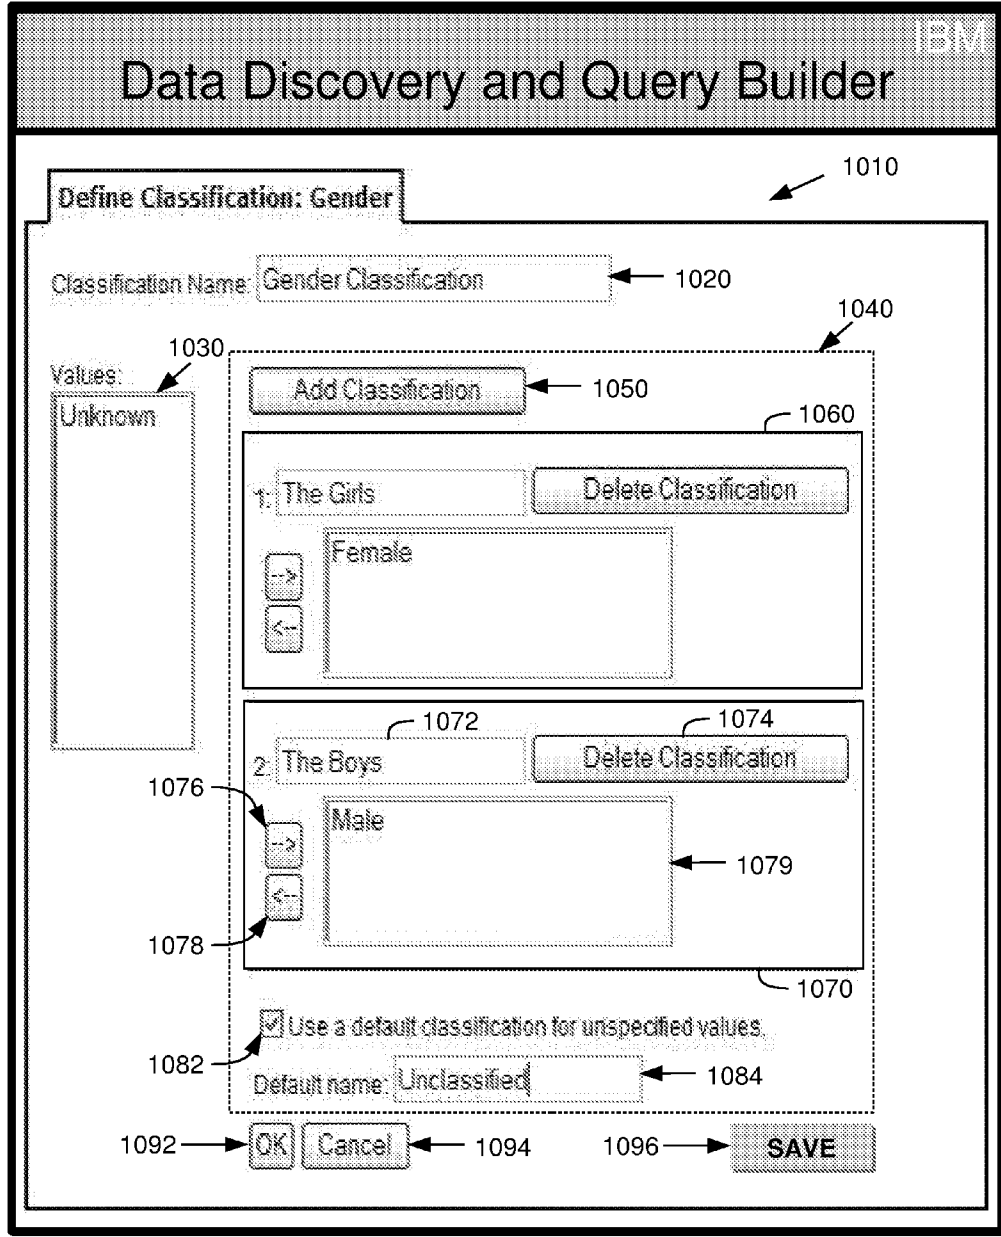 IBM
Data Discovery and Query Builder
1010
Define Classification: Gender
Classification Name: Gender Classification
1020
1040
Values:
1030
Unknown
Add Classification
1050
1060
1: The Girls
Delete Classification
Female
-->
<--
1072
1074
2: The Boys
Delete Classification
1076
Male
-->
1079
<--
1078
1070
Use a default classification for unspecified values.
1082
Default name: Unclassified
1084
1092
OK
Cancel
1094
1096
SAVE